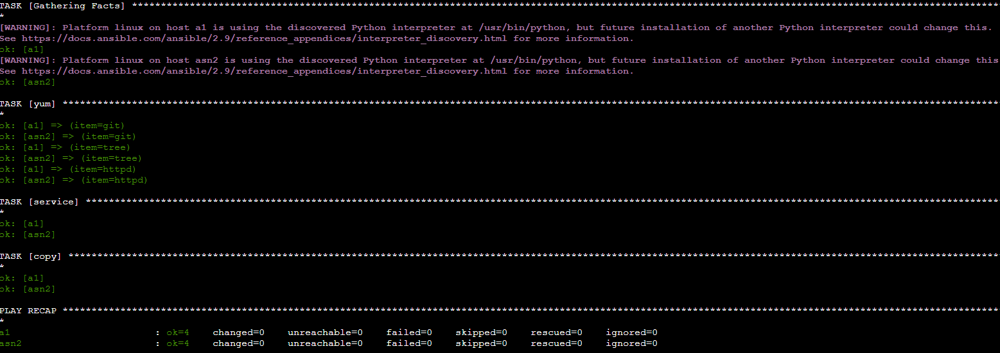 TASK [Gathering Facts] ******************************************************************************************************************************************************
*
[WARNING]: Platform linux on host a1 is using the discovered Python interpreter at /usr/bin/python, but future installation of another Python interpreter could change this.
See https://docs.ansible.com/ansible/2.9/reference_appendices/interpreter_discovery.html for more information.
ok: [a1]
[WARNING]: Platform linux on host asn2 is using the discovered Python interpreter at /usr/bin/python, but future installation of another Python interpreter could change this
See https://docs.ansible.com/ansible/2.9/reference_appendices/interpreter_discovery.html for more information.
ok: [asn2]
TASK [yum] ******************************************************************************************************************************************************************
*
ok: [a1] => (item=git)
ok: [asn2] => (item=git)
ok: [a1] => (item=tree)
ok: [asn2] => (item=tree)
ok: [a1] => (item=httpd)
ok: [asn2] => (item=httpd)
TASK [service] **************************************************************************************************************************************************************
*
ok: [a1]
ok: [asn2]
TASK [copy] *****************************************************************************************************************************************************************
*
ok: [a1]
ok: [asn2]
PLAY RECAP ******************************************************************************************************************************************************************
*
a1                         : ok=4    changed=0    unreachable=0    failed=0    skipped=0    rescued=0    ignored=0
asn2                       : ok=4    changed=0    unreachable=0    failed=0    skipped=0    rescued=0    ignored=0